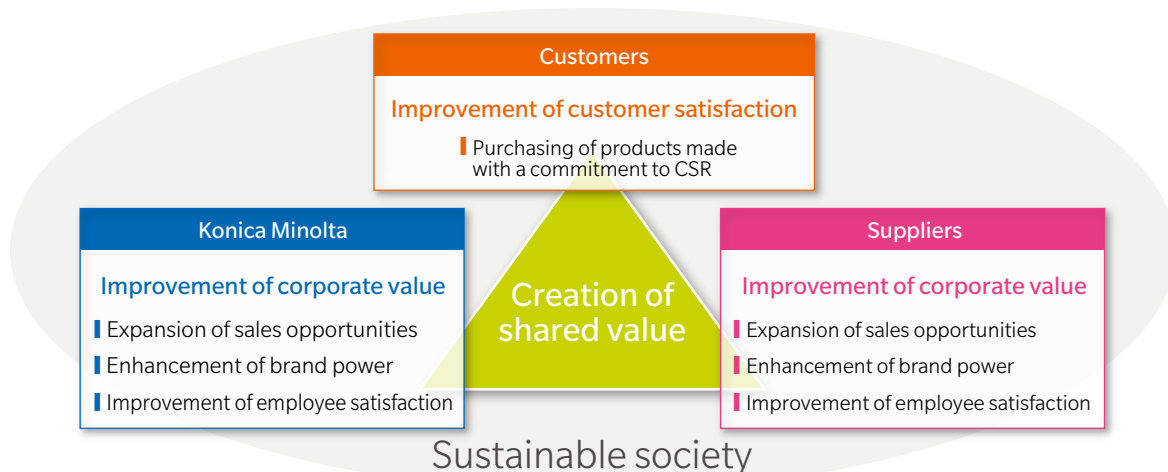 Customers
Improvement of customer satisfaction
Purchasing of products made
with a commitment to CSR
Konica Minolta
Improvement of corporate value
Expansion of sales opportunities
Enhancement of brand power
Improvement of employee satisfaction
Creation of
shared value
Suppliers
Improvement of corporate value
Expansion of sales opportunities
Enhancement of brand power
Improvement of employee satisfaction
Sustainable society